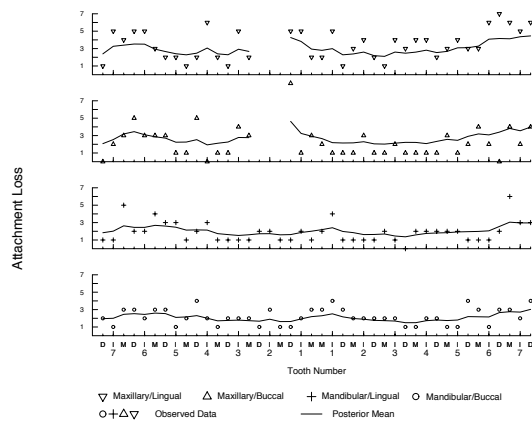 7
5
3
1
7
5
3
1
7
5
3
1
7
5
3
1
Attachment Loss
D I M D I M D I M D I M D I M D I M D I M M I D M I D M I D M I D M I D M I D M I D
7 6 5 4 3 2 1 1 2 3 4 5 6 7
Tooth Number
Maxillary/Lingual Maxillary/Buccal Mandibular/Lingual Mandibular/Buccal
Observed Data Posterior Mean